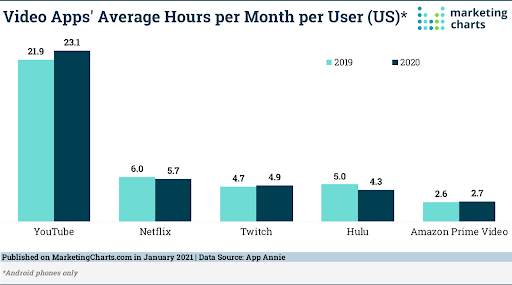 Video Apps' Average Hours per Month per User (US)*
marketing
charts
2019
2020
21.9
23.1
6.0
5.7
4.7
4.9
5.0
4.3
2.6
2.7
YouTube
Netflix
Twitch
Hulu
Amazon Prime Video
Published on MarketingCharts.com in January 2021 | Data Source: App Annie
*Android phones only